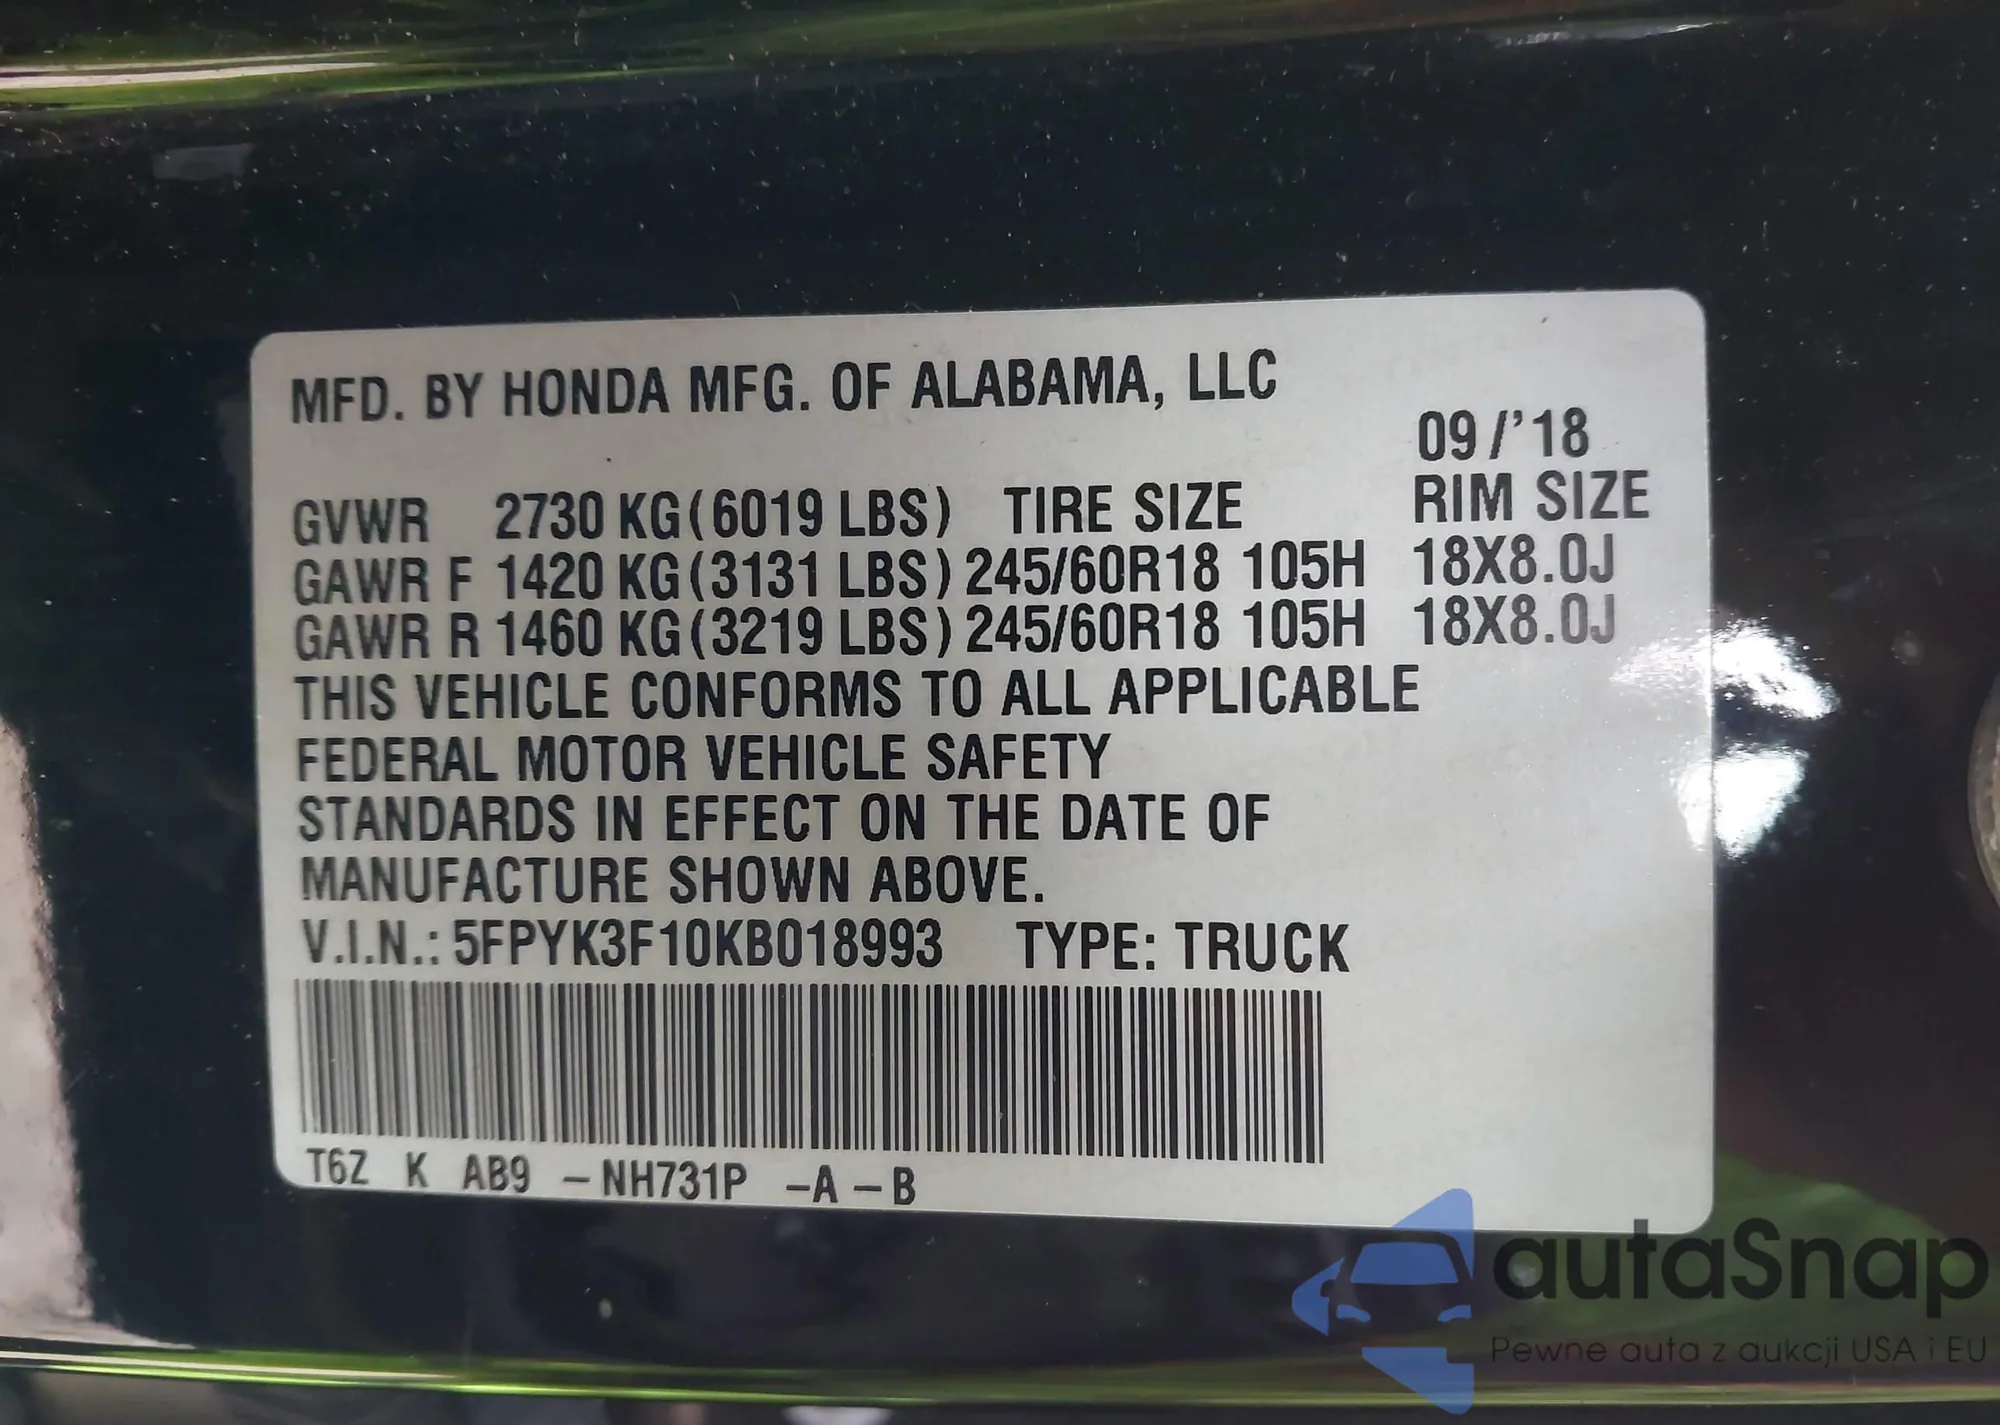 MFD. BY HONDA MFG. OF ALABAMA, LLC
09/'18
GVWR 2730 KG(6019 LBS) TIRE SIZE RIM SIZE
GAWR F 1420 KG(3131 LBS) 245/60R18 105H 18X8.0J
GAWR R 1460 KG(3219 LBS) 245/60R18 105H 18X8.0J
THIS VEHICLE CONFORMS TO ALL APPLICABLE
FEDERAL MOTOR VEHICLE SAFETY
STANDARDS IN EFFECT ON THE DATE OF
MANUFACTURE SHOWN ABOVE.
V.I.N.: 5FPYK3F10KB018993 TYPE: TRUCK
T6Z K AB9 –NH731P –A –B
autaSnap
Pewne auta z aukcji USA i EU